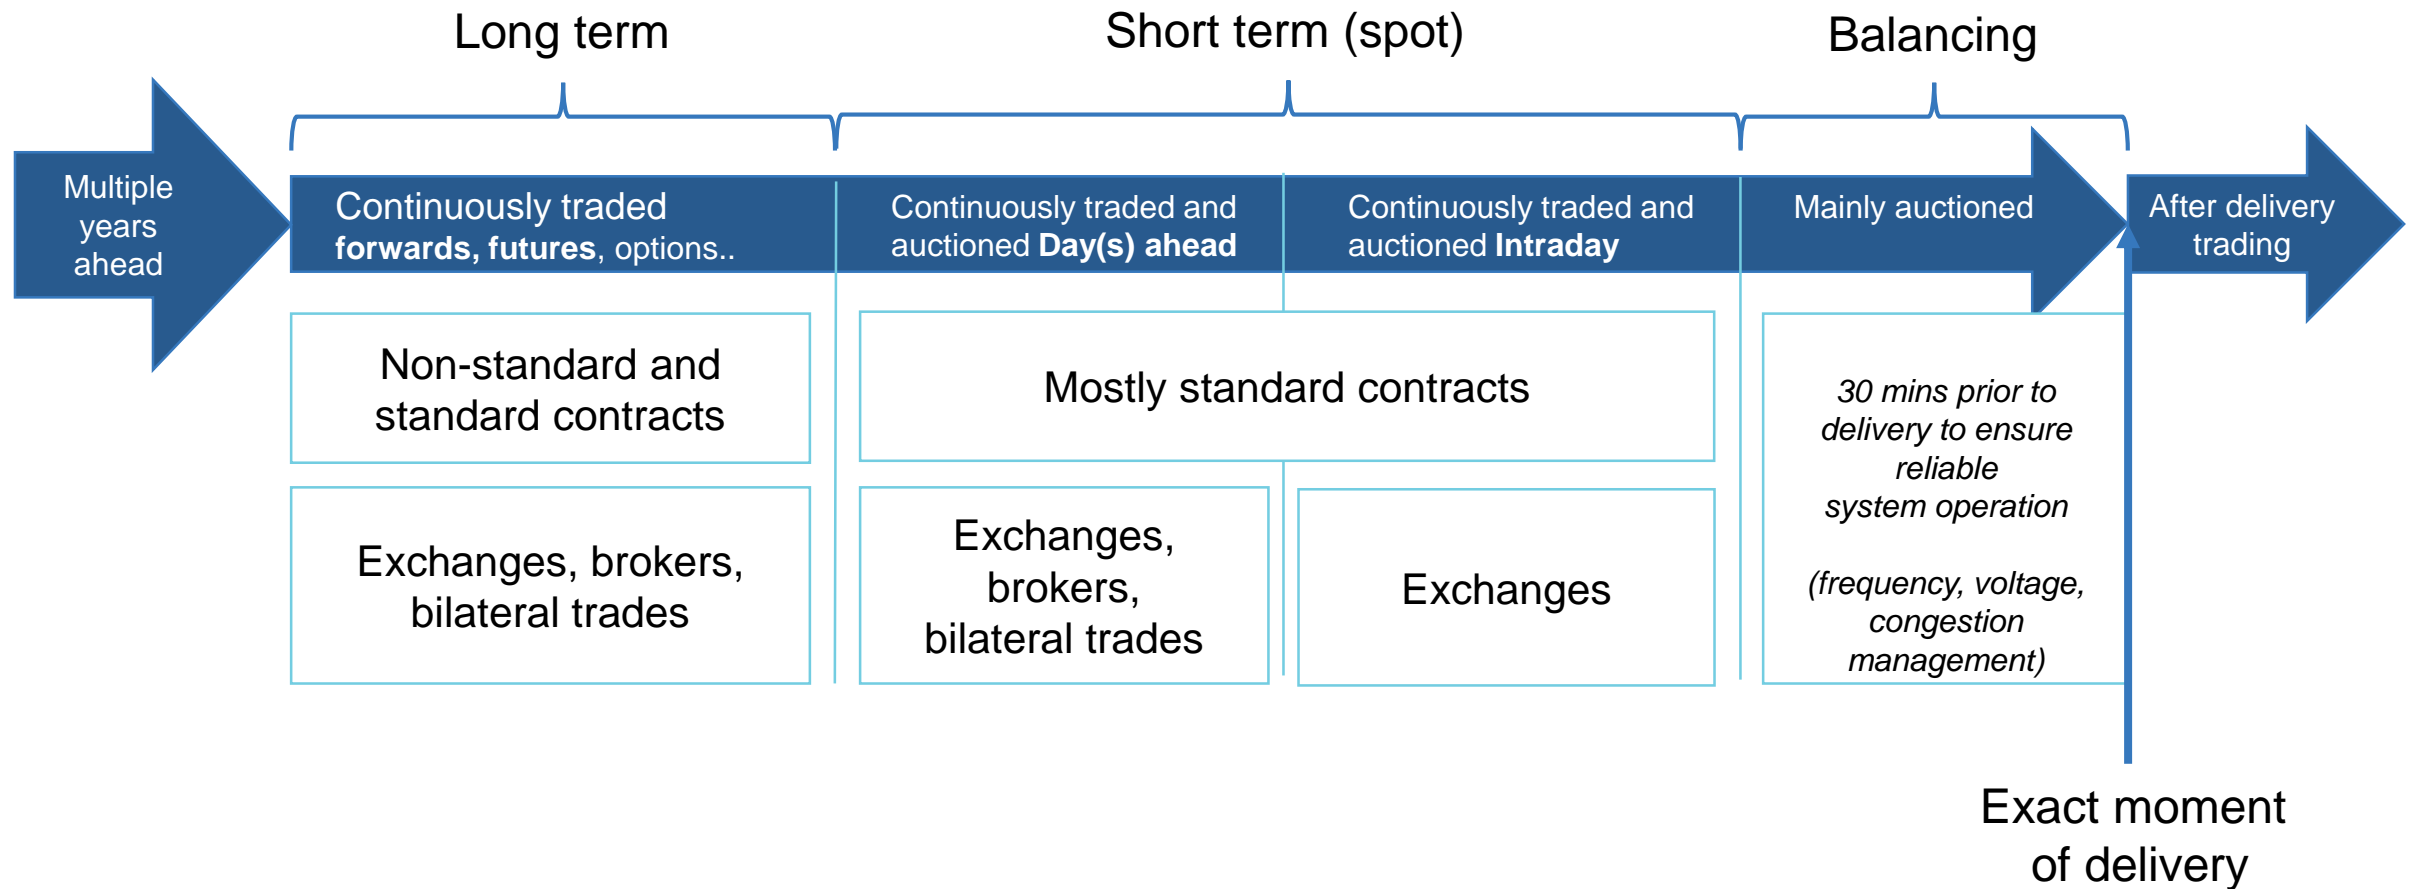 Long term
Short term (spot)
Balancing
Multiple
years
ahead
Continuously traded
forwards, futures, options..
Continuously traded and
auctioned Day(s) ahead
Continuously traded and
auctioned Intraday
Mainly auctioned
After delivery
trading
Non-standard and
standard contracts
Mostly standard contracts
30 mins prior to
delivery to ensure
reliable
system operation
(frequency, voltage,
congestion
management)
Exchanges, brokers,
bilateral trades
Exchanges,
brokers,
bilateral trades
Exchanges
Exact moment
of delivery